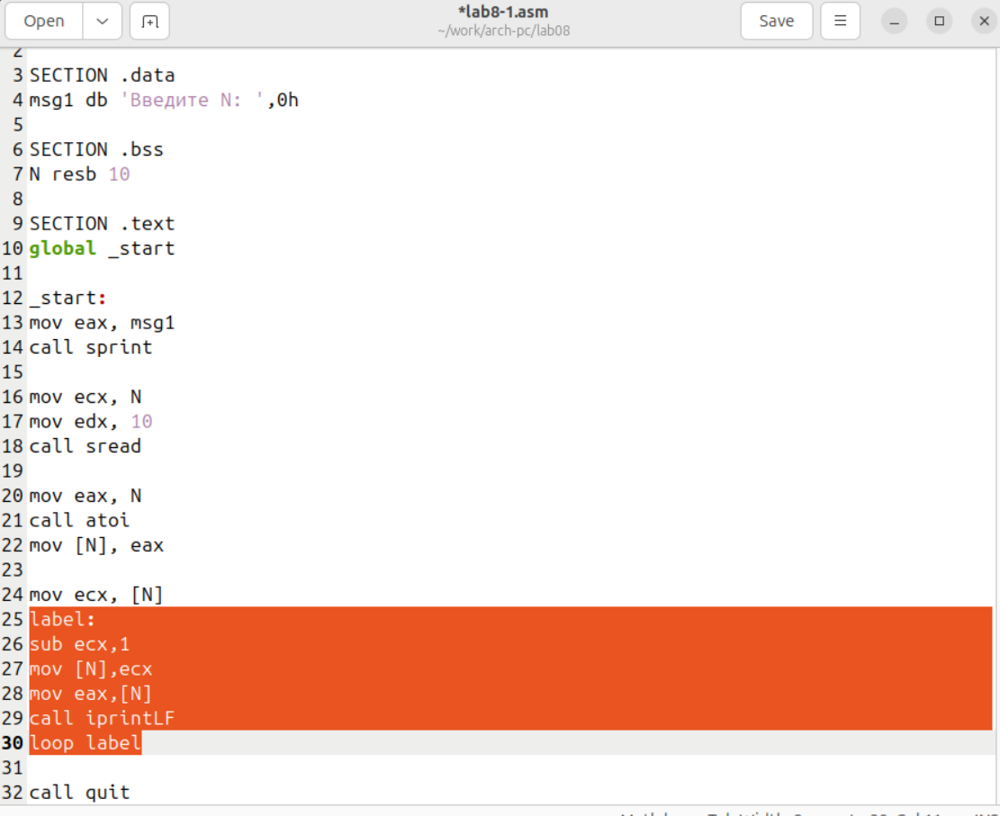 Open
*lab8-1.asm
~/work/arch-pc/lab08
Save
2
3 SECTION .data
4 msg1 db 'Введите N: ',0h
5
6 SECTION .bss
7 N resb 10
8
9 SECTION .text
10 global _start
11
12 _start:
13 mov eax, msg1
14 call sprint
15
16 mov ecx, N
17 mov edx, 10
18 call sread
19
20 mov eax, N
21 call atoi
22 mov [N], eax
23
24 mov ecx, [N]
25 label:
26 sub ecx,1
27 mov [N],ecx
28 mov eax,[N]
29 call iprintLF
30 loop label
31
32 call quit